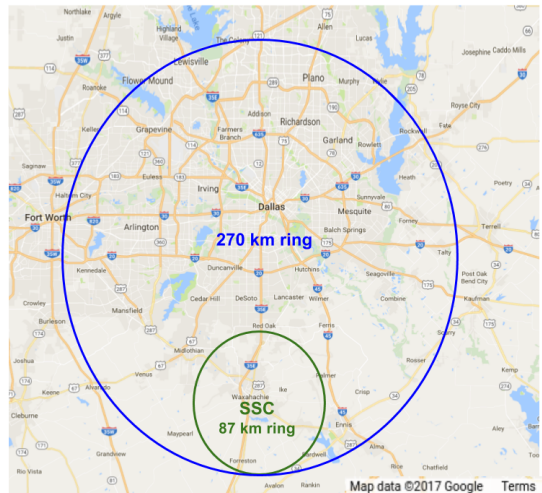 Northlake
Argyle
Justin
Highland
Village
The Colony
Allen
Lucas
Lewisville
Flower Mound
Plano
Murphy
Josephine
Caddo Mills
Roanoke
Addison
Richardson
Royse City
Keller
Grapevine
Farmers
Branch
Garland
Rowlett
Rockwall
Fate
Saginaw
Euless
Irving
Heath
Poetry
Haltom City
Dallas
Sunnyvale
Mesquite
Fort Worth
Arlington
Balch Springs
Forney
Terrell
270 km ring
Kennedale
Duncanville
Hutchins
Seagoville
Talty
Post Oak
Bend City
Crowley
Mansfield
Cedar Hill
DeSoto
Lancaster
Wilmer
Combine
Kaufman
Burleson
Red Oak
Ferris
Scurry
Joshua
Midlothian
Venus
Rosser
Kemp
Keene
Alvarado
Palmer
Crisp
Cleburne
Waxahachie
Ike
SSC
87 km ring
Ennis
Maypearl
Alma
Grandview
Bardwell
Rio Vista
Forreston
Rice
Chatfield
Avalon
Rankin
Map data ©2017 Google
Terms